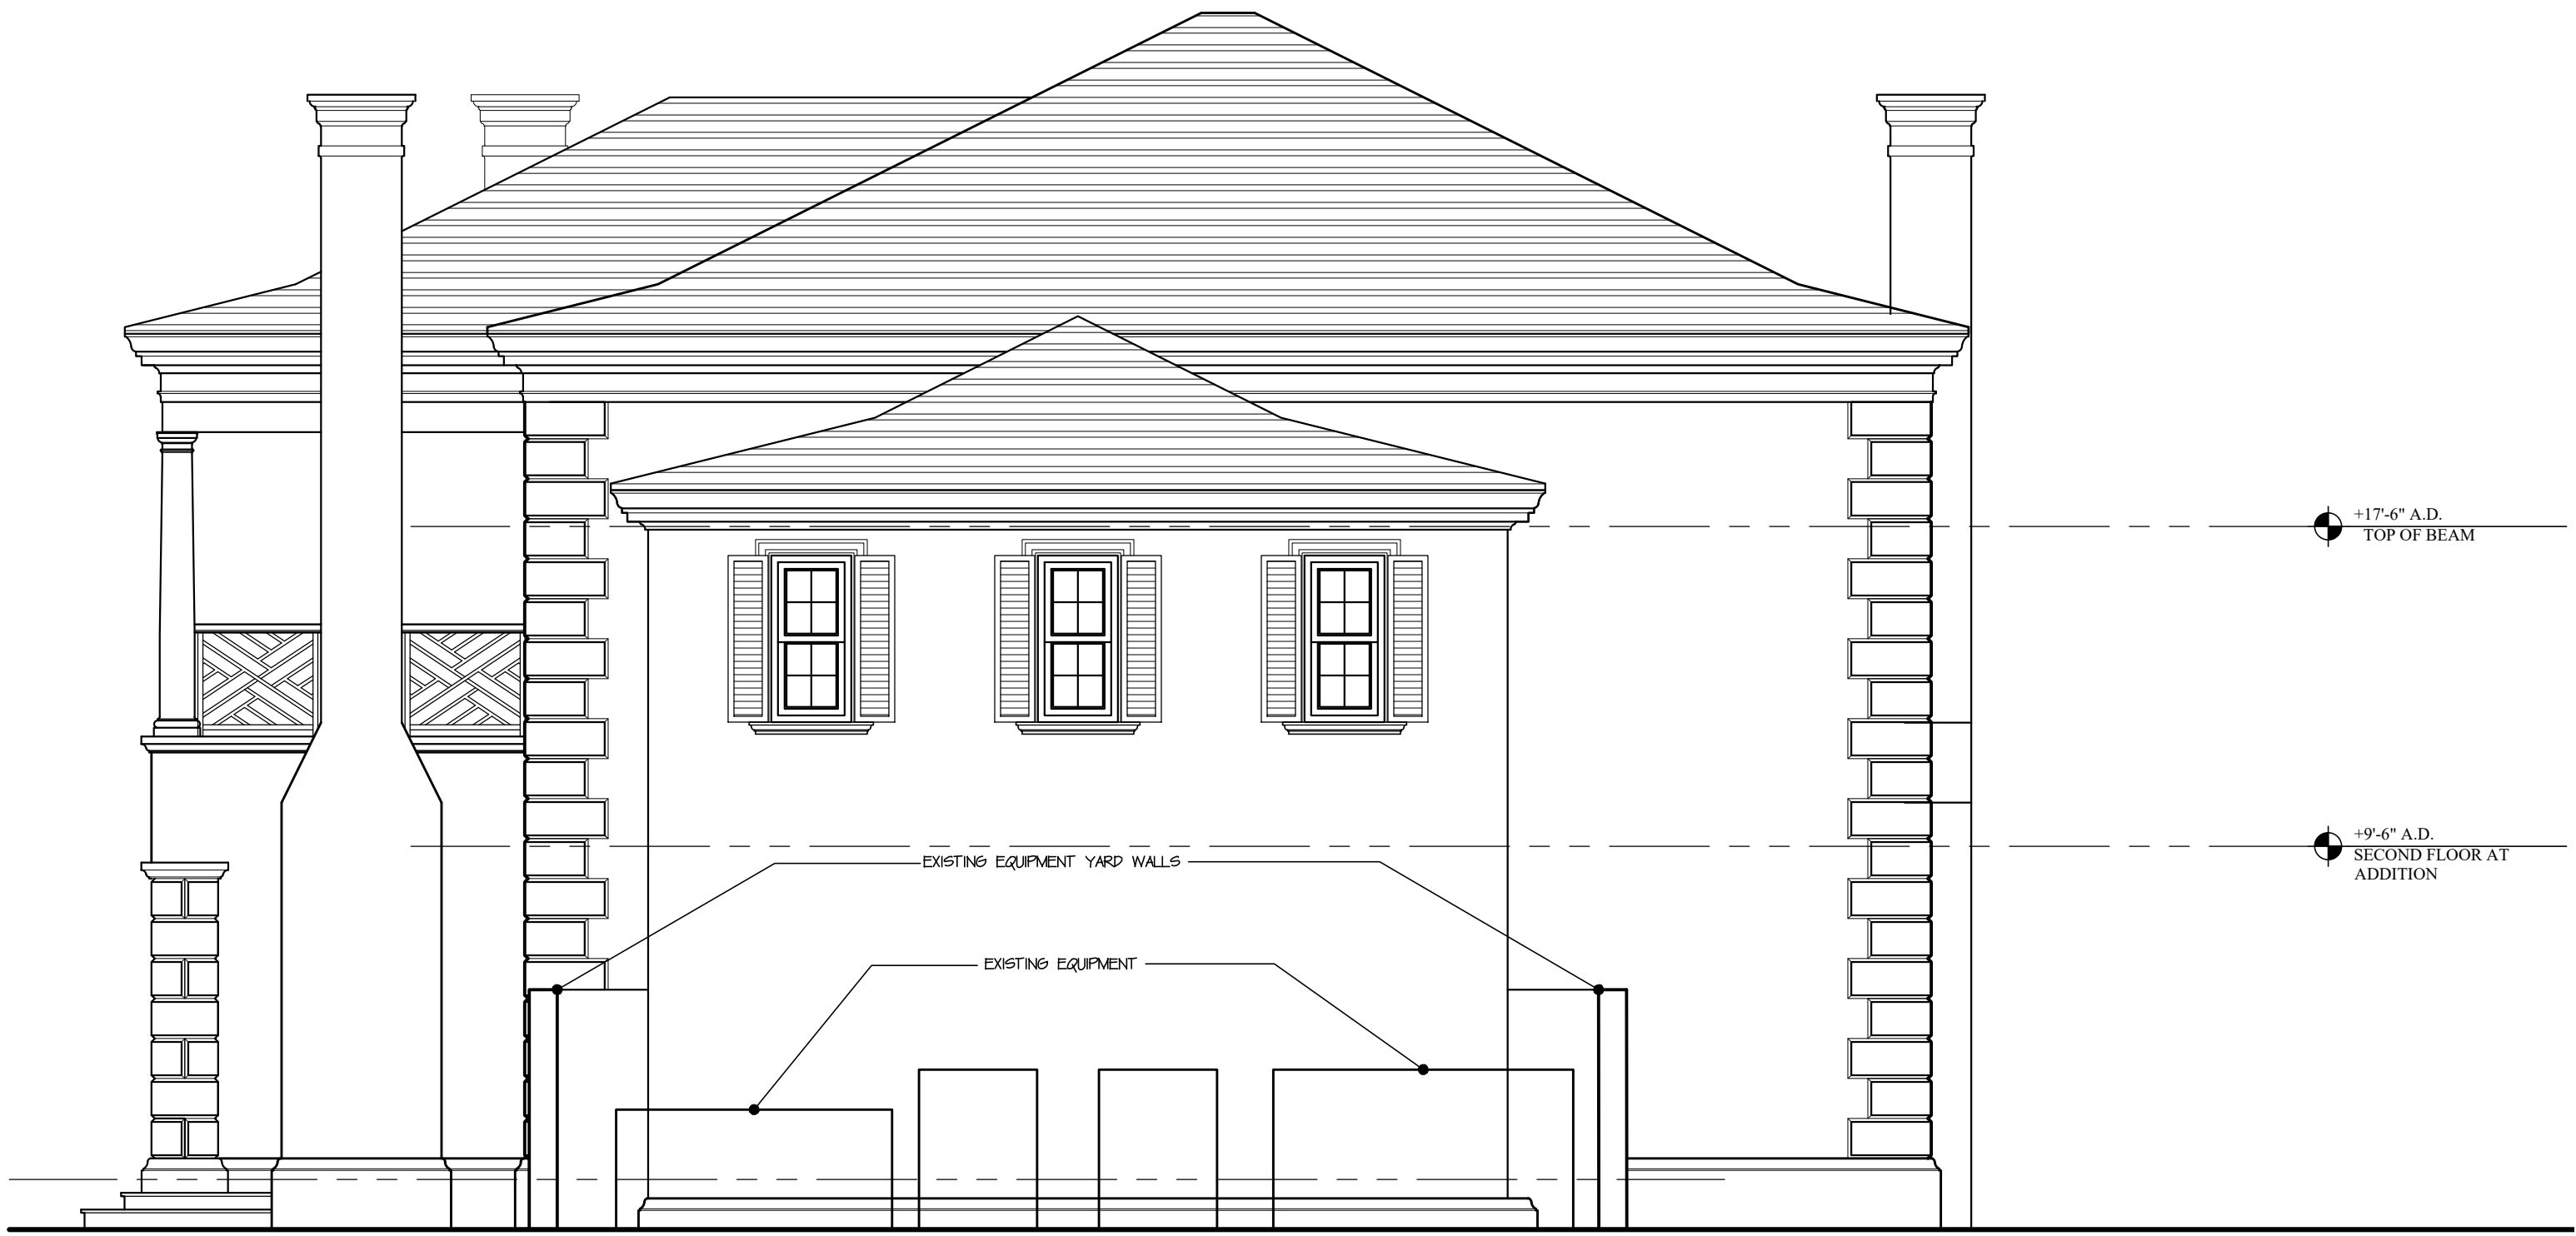 +17'-6" A.D.
TOP OF BEAM
+9'-6" A.D.
SECOND FLOOR AT
ADDITION
EXISTING EQUIPMENT YARD WALLS
EXISTING EQUIPMENT